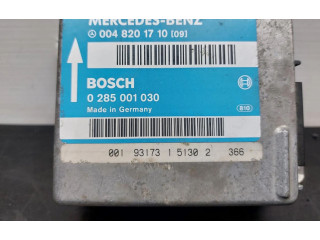 MERCEDES-BENZ
004 820 17 10 (09)
BOSCH
0 285 001 030
Made in Germany
001 93173 1 5130 2 366